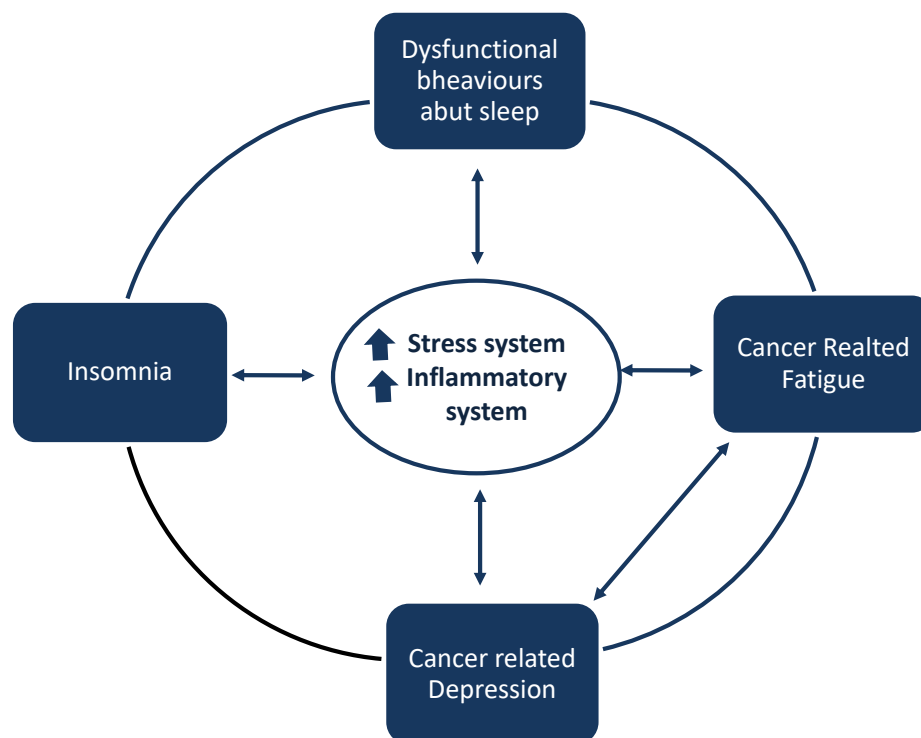 Dysfunctional
bheaviours
abut sleep
Insomnia
Stress system
Inflammatory
system
Cancer Realted
Fatigue
Cancer related
Depression